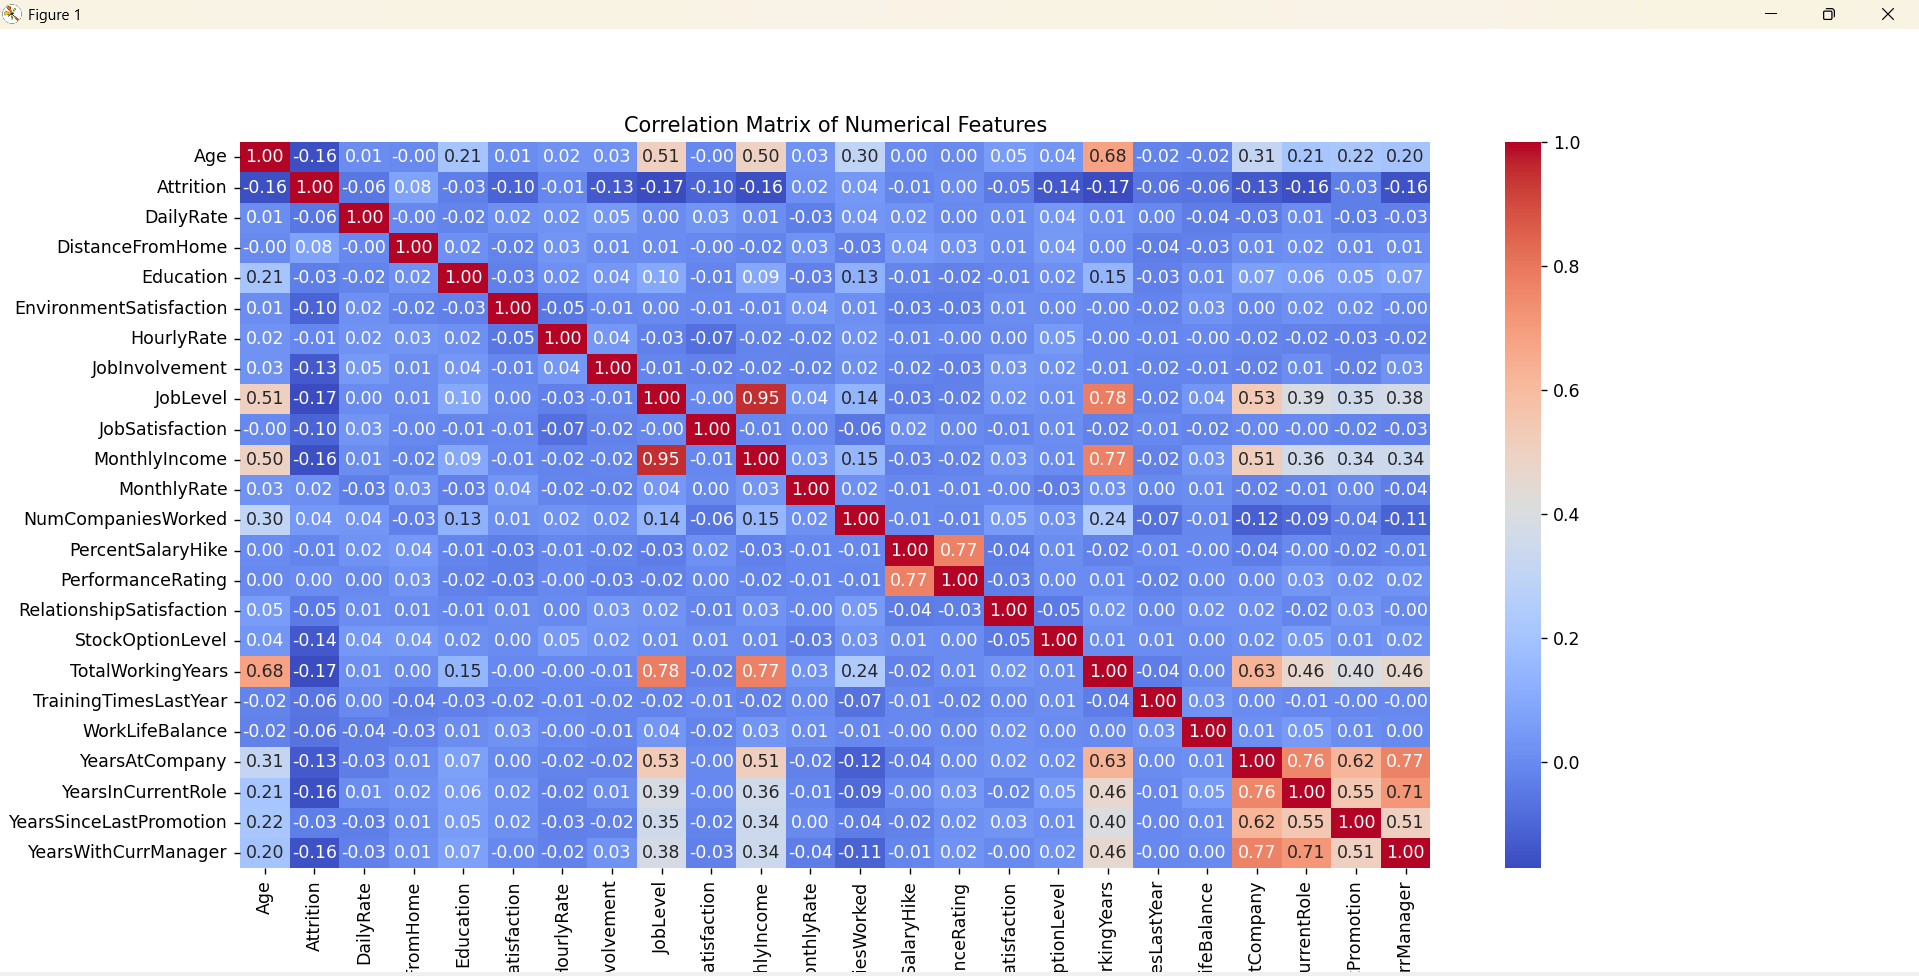 Figure 1
Correlation Matrix of Numerical Features
Age 1.00 -0.16 0.01 -0.00 0.21 0.01 0.02 0.03 0.51 -0.00 0.50 0.03 0.30 0.00 0.00 0.05 0.04 0.68 -0.02 -0.02 0.31 0.21 0.22 0.20
Attrition -0.16 1.00 -0.06 0.08 -0.03 -0.10 -0.01 -0.13 -0.17 -0.10 -0.16 0.02 0.04 -0.01 0.00 -0.05 -0.14 -0.17 -0.06 -0.06 -0.13 -0.16 -0.03 -0.16
DailyRate 0.01 -0.06 1.00 -0.00 -0.02 0.02 0.02 0.05 0.00 0.03 0.01 -0.03 0.04 0.02 0.00 0.01 0.04 0.01 0.00 -0.04 -0.03 0.01 -0.03 -0.03
DistanceFromHome -0.00 0.08 -0.00 1.00 0.02 -0.02 0.03 0.01 0.01 -0.00 -0.02 0.03 -0.03 0.04 0.03 0.01 0.04 0.00 -0.04 -0.03 0.01 0.02 0.01 0.01
Education 0.21 -0.03 -0.02 0.02 1.00 -0.03 0.02 0.04 0.10 -0.01 0.09 -0.03 0.13 -0.01 -0.02 -0.01 0.02 0.15 -0.03 0.01 0.07 0.06 0.05 0.07
EnvironmentSatisfaction 0.01 -0.10 0.02 -0.02 -0.03 1.00 -0.05 -0.01 0.00 -0.01 -0.01 0.04 0.01 -0.03 -0.03 0.01 0.00 -0.00 -0.02 0.03 0.00 0.02 0.02 -0.00
HourlyRate 0.02 -0.01 0.02 0.03 0.02 -0.05 1.00 0.04 -0.03 -0.07 -0.02 -0.02 0.02 -0.01 -0.00 0.00 0.05 -0.00 -0.01 -0.00 -0.02 -0.02 -0.03 -0.02
JobInvolvement 0.03 -0.13 0.05 0.01 0.04 -0.01 0.04 1.00 -0.01 -0.02 -0.02 -0.02 0.02 -0.02 -0.03 0.03 0.02 -0.01 -0.02 -0.01 -0.02 0.01 -0.02 0.03
JobLevel 0.51 -0.17 0.00 0.01 0.10 0.00 -0.03 -0.01 1.00 -0.00 0.95 0.04 0.14 -0.03 -0.02 0.02 0.01 0.78 -0.02 0.04 0.53 0.39 0.35 0.38
JobSatisfaction -0.00 -0.10 0.03 -0.00 -0.01 -0.01 -0.07 -0.02 -0.00 1.00 -0.01 0.00 -0.06 0.02 0.00 -0.01 0.01 -0.02 -0.01 -0.02 -0.00 -0.00 -0.02 -0.03
MonthlyIncome 0.50 -0.16 0.01 -0.02 0.09 -0.01 -0.02 -0.02 0.95 -0.01 1.00 0.03 0.15 -0.03 -0.02 0.03 0.01 0.77 -0.02 0.03 0.51 0.36 0.34 0.34
MonthlyRate 0.03 0.02 -0.03 0.03 -0.03 0.04 -0.02 -0.02 0.04 0.00 0.03 1.00 0.02 -0.01 -0.01 -0.00 -0.03 0.03 0.00 0.01 -0.02 -0.01 0.00 -0.04
NumCompaniesWorked 0.30 0.04 0.04 -0.03 0.13 0.01 0.02 0.02 0.14 -0.06 0.15 0.02 1.00 -0.01 -0.01 0.05 0.03 0.24 -0.07 -0.01 -0.12 -0.09 -0.04 -0.11
PercentSalaryHike 0.00 -0.01 0.02 0.04 -0.01 -0.03 -0.01 -0.02 -0.03 0.02 -0.03 -0.01 -0.01 1.00 0.77 -0.04 0.01 -0.02 -0.01 -0.00 -0.04 -0.00 -0.02 -0.01
PerformanceRating 0.00 0.00 0.00 0.03 -0.02 -0.03 -0.00 -0.03 -0.02 0.00 -0.02 -0.01 -0.01 0.77 1.00 -0.03 0.00 0.01 -0.02 0.00 0.00 0.03 0.02 0.02
RelationshipSatisfaction 0.05 -0.05 0.01 0.01 -0.01 0.01 0.00 0.03 0.02 -0.01 0.03 -0.00 0.05 -0.04 -0.03 1.00 -0.05 0.02 0.00 0.02 0.02 -0.02 0.03 -0.00
StockOptionLevel 0.04 -0.14 0.04 0.04 0.02 0.00 0.05 0.02 0.01 0.01 0.01 -0.03 0.03 0.01 0.00 -0.05 1.00 0.01 0.01 0.00 0.02 0.05 0.01 0.02
TotalWorkingYears 0.68 -0.17 0.01 0.00 0.15 -0.00 -0.00 -0.01 0.78 -0.02 0.77 0.03 0.24 -0.02 0.01 0.02 0.01 1.00 -0.04 0.00 0.63 0.46 0.40 0.46
TrainingTimesLastYear -0.02 -0.06 0.00 -0.04 -0.03 -0.02 -0.01 -0.02 -0.02 -0.01 -0.02 0.00 -0.07 -0.01 -0.02 0.00 0.01 -0.04 1.00 0.03 0.00 -0.01 -0.00 -0.00
WorkLifeBalance -0.02 -0.06 -0.04 -0.03 0.01 0.03 -0.00 -0.01 0.04 -0.02 0.03 0.01 -0.01 -0.00 0.00 0.02 0.00 0.00 0.03 1.00 0.01 0.05 0.01 0.00
YearsAtCompany 0.31 -0.13 -0.03 0.01 0.07 0.00 -0.02 -0.02 0.53 -0.00 0.51 -0.02 -0.12 -0.04 0.00 0.02 0.02 0.63 0.00 0.01 1.00 0.76 0.62 0.77
YearsInCurrentRole 0.21 -0.16 0.01 0.02 0.06 0.02 -0.02 0.01 0.39 -0.00 0.36 -0.01 -0.09 -0.00 0.03 -0.02 0.05 0.46 -0.01 0.05 0.76 1.00 0.55 0.71
YearsSinceLastPromotion 0.22 -0.03 -0.03 0.01 0.05 0.02 -0.03 -0.02 0.35 -0.02 0.34 0.00 -0.04 -0.02 0.02 0.03 0.01 0.40 -0.00 0.01 0.62 0.55 1.00 0.51
YearsWithCurrManager 0.20 -0.16 -0.03 0.01 0.07 -0.00 -0.02 0.03 0.38 -0.03 0.34 -0.04 -0.11 -0.01 0.02 -0.00 0.02 0.46 -0.00 0.00 0.77 0.71 0.51 1.00
Age
Attrition
DailyRate
FromHome
Education
atisfaction
HourlyRate
volvement
JobLevel
atisfaction
hlyIncome
onthlyRate
iesWorked
SalaryHike
nceRating
atisfaction
ptionLevel
rkingYears
esLastYear
ifeBalance
tCompany
urrentRole
Promotion
rrManager
1.0
0.8
0.6
0.4
0.2
0.0